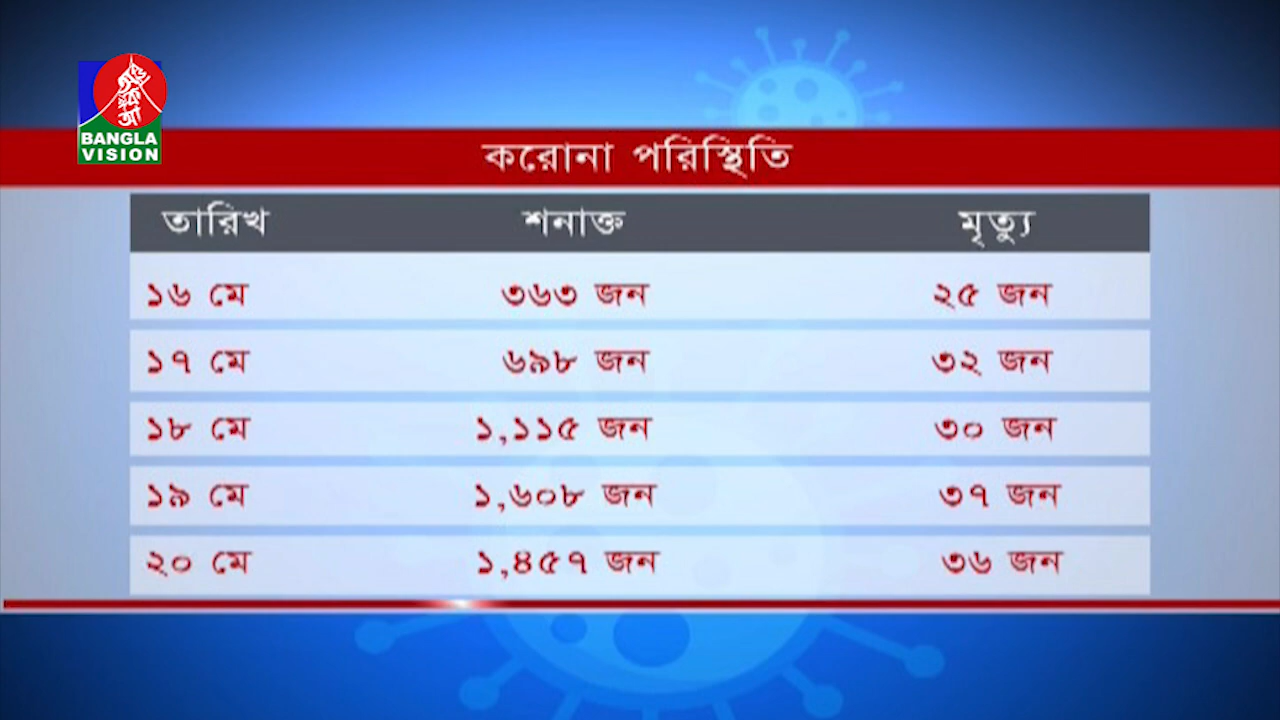 BANGLA
VISION
করোনা পরিস্থিতি
তারিখ শনাক্ত মৃত্যু
১৬ মে ৩৬৩ জন ২৫ জন
১৭ মে ৬৯৮ জন ৩২ জন
১৮ মে ১,১১৫ জন ৩০ জন
১৯ মে ১,৬০৮ জন ৩৭ জন
২০ মে ১,৪৫৭ জন ৩৬ জন